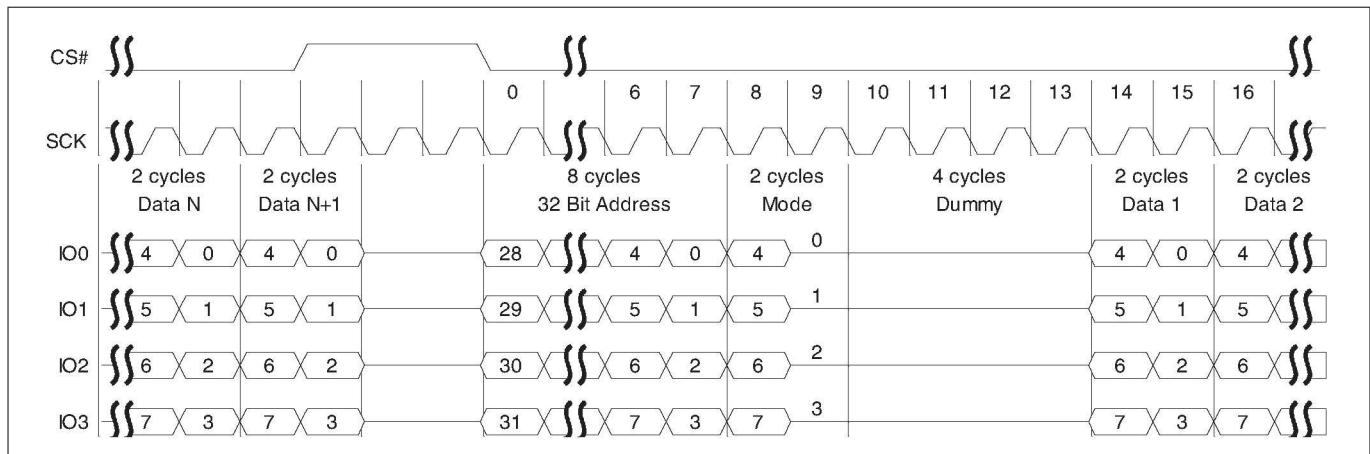 CS#
0 6 7 8 9 10 11 12 13 14 15 16
SCK
2 cycles 2 cycles 8 cycles 2 cycles 4 cycles 2 cycles 2 cycles
Data N Data N+1 32 Bit Address Mode Dummy Data 1 Data 2
IO0 4 0 4 0 28 4 0 4 0 4 0 4
IO1 5 1 5 1 29 5 1 5 1 5 1 5
IO2 6 2 6 2 30 6 2 6 2 6 2 6
IO3 7 3 7 3 31 7 3 7 3 7 3 7